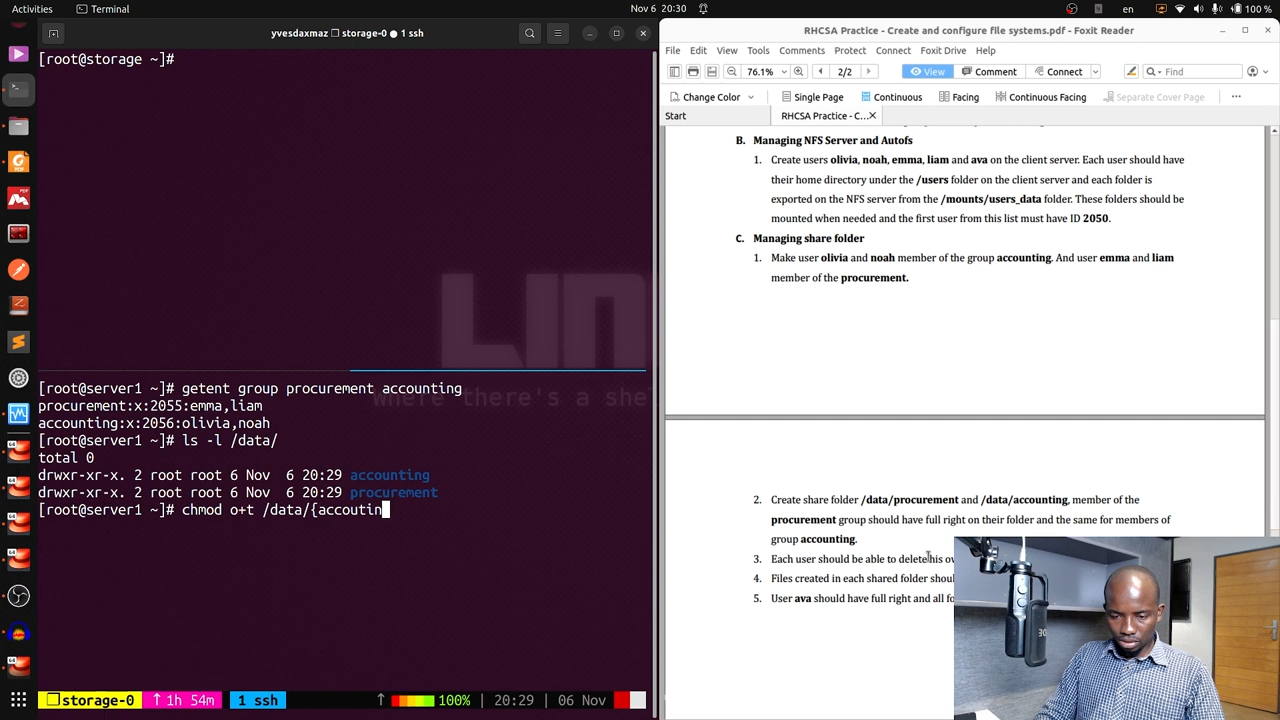 Activities
Terminal
Nov 6 20:30
100 %
yvesdaxmaz □ storage-0 ● 1 ssh
[root@storage ~]#
where there's a she
[root@server1 ~]# getent group procurement accounting
procurement:x:2055:emma,liam
accounting:x:2056:olivia,noah
[root@server1 ~]# ls -l /data/
total 0
drwxr-xr-x. 2 root root 6 Nov  6 20:29 accounting
drwxr-xr-x. 2 root root 6 Nov  6 20:29 procurement
[root@server1 ~]# chmod o+t /data/{accoutin
storage-0 ↑ 1h 54m 1 ssh ↑ 100% | 20:29 | 06 Nov
RHCSA Practice - Create and configure file systems.pdf - Foxit Reader
File Edit View Tools Comments Protect Connect Foxit Drive Help
76.1% 2/2 View Comment Connect Find
Change Color Single Page Continuous Facing Continuous Facing Separate Cover Page
Start RHCSA Practice - C...
B. Managing NFS Server and Autofs
1. Create users olivia, noah, emma, liam and ava on the client server. Each user should have
their home directory under the /users folder on the client server and each folder is
exported on the NFS server from the /mounts/users_data folder. These folders should be
mounted when needed and the first user from this list must have ID 2050.
C. Managing share folder
1. Make user olivia and noah member of the group accounting. And user emma and liam
member of the procurement.
2. Create share folder /data/procurement and /data/accounting, member of the
procurement group should have full right on their folder and the same for members of
group accounting.
3. Each user should be able to delete his ow
4. Files created in each shared folder shoul
5. User ava should have full right and all fo